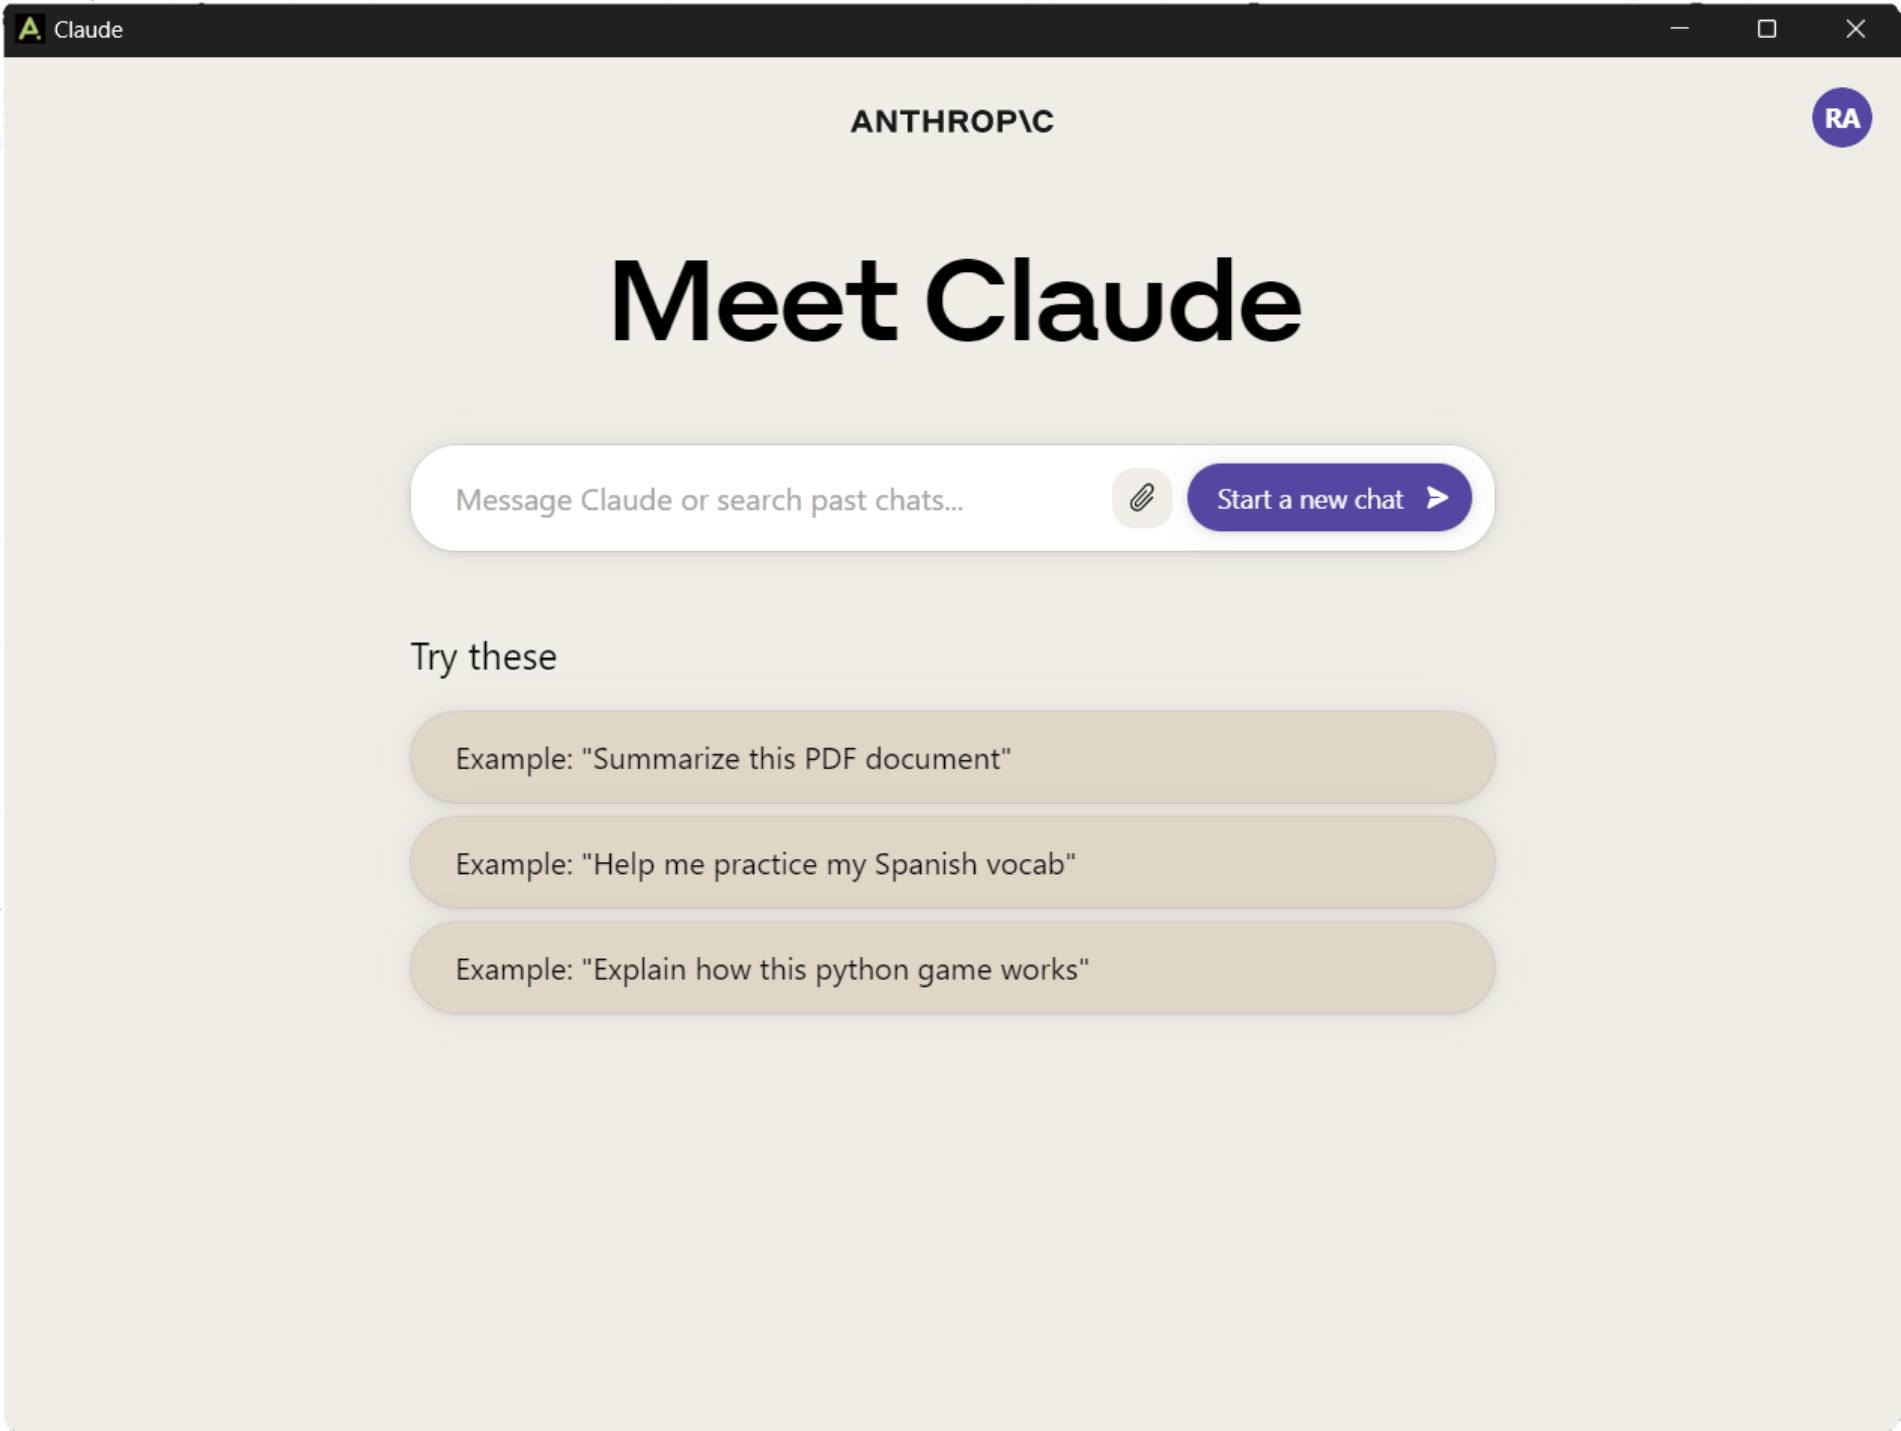 Claude
ANTHROP\C
RA
Meet Claude
Message Claude or search past chats...
Start a new chat
Try these
Example: "Summarize this PDF document"
Example: "Help me practice my Spanish vocab"
Example: "Explain how this python game works"